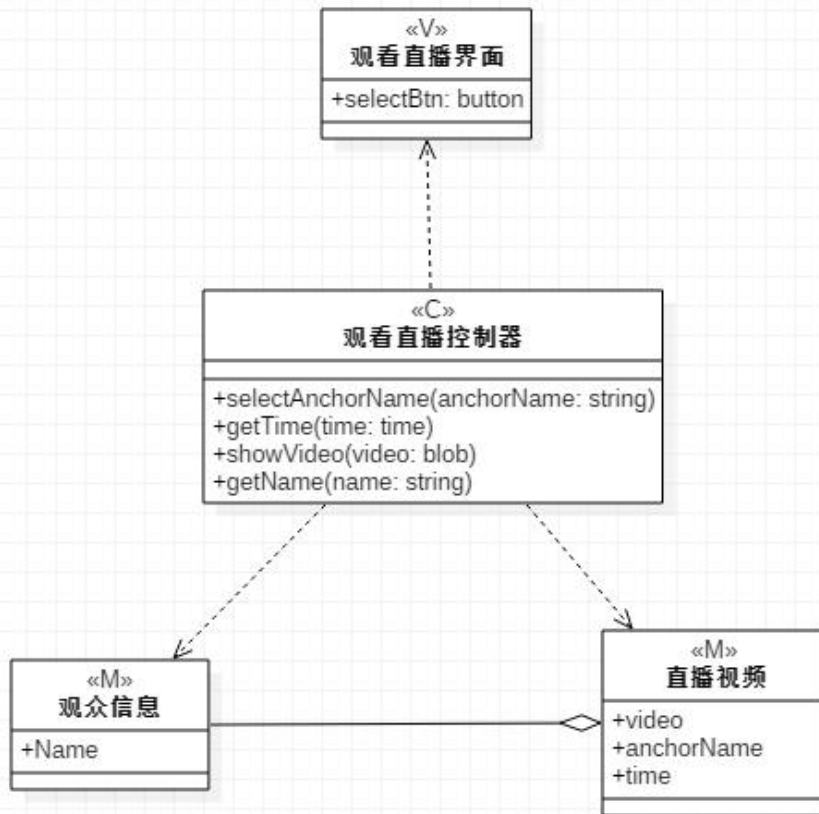 «V»
观看直播界面
+selectBtn: button
«C»
观看直播控制器
+selectAnchorName(anchorName: string)
+getTime(time: time)
+showVideo(video: blob)
+getName(name: string)
«M»
观众信息
+Name
«M»
直播视频
+video
+anchorName
+time